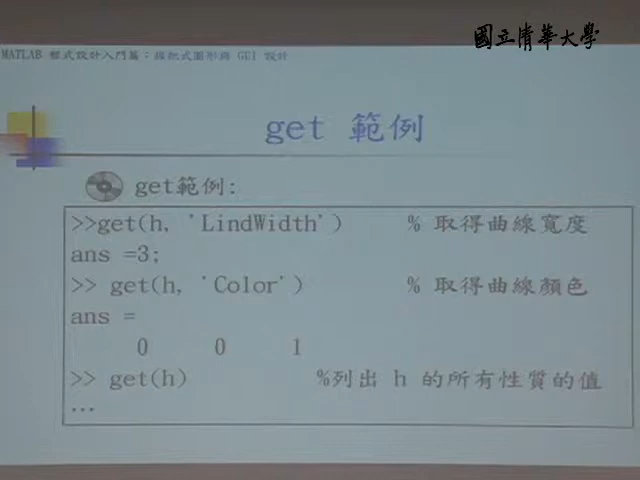 國立清華大學
MATLAB 程式設計入門篇：握把式圖形與 GUI 設計
get 範例
get範例:
>>get(h, 'LindWidth') % 取得曲線寬度
ans =3;
>> get(h, 'Color') % 取得曲線顏色
ans =
0 0 1
>> get(h) %列出 h 的所有性質的值
...